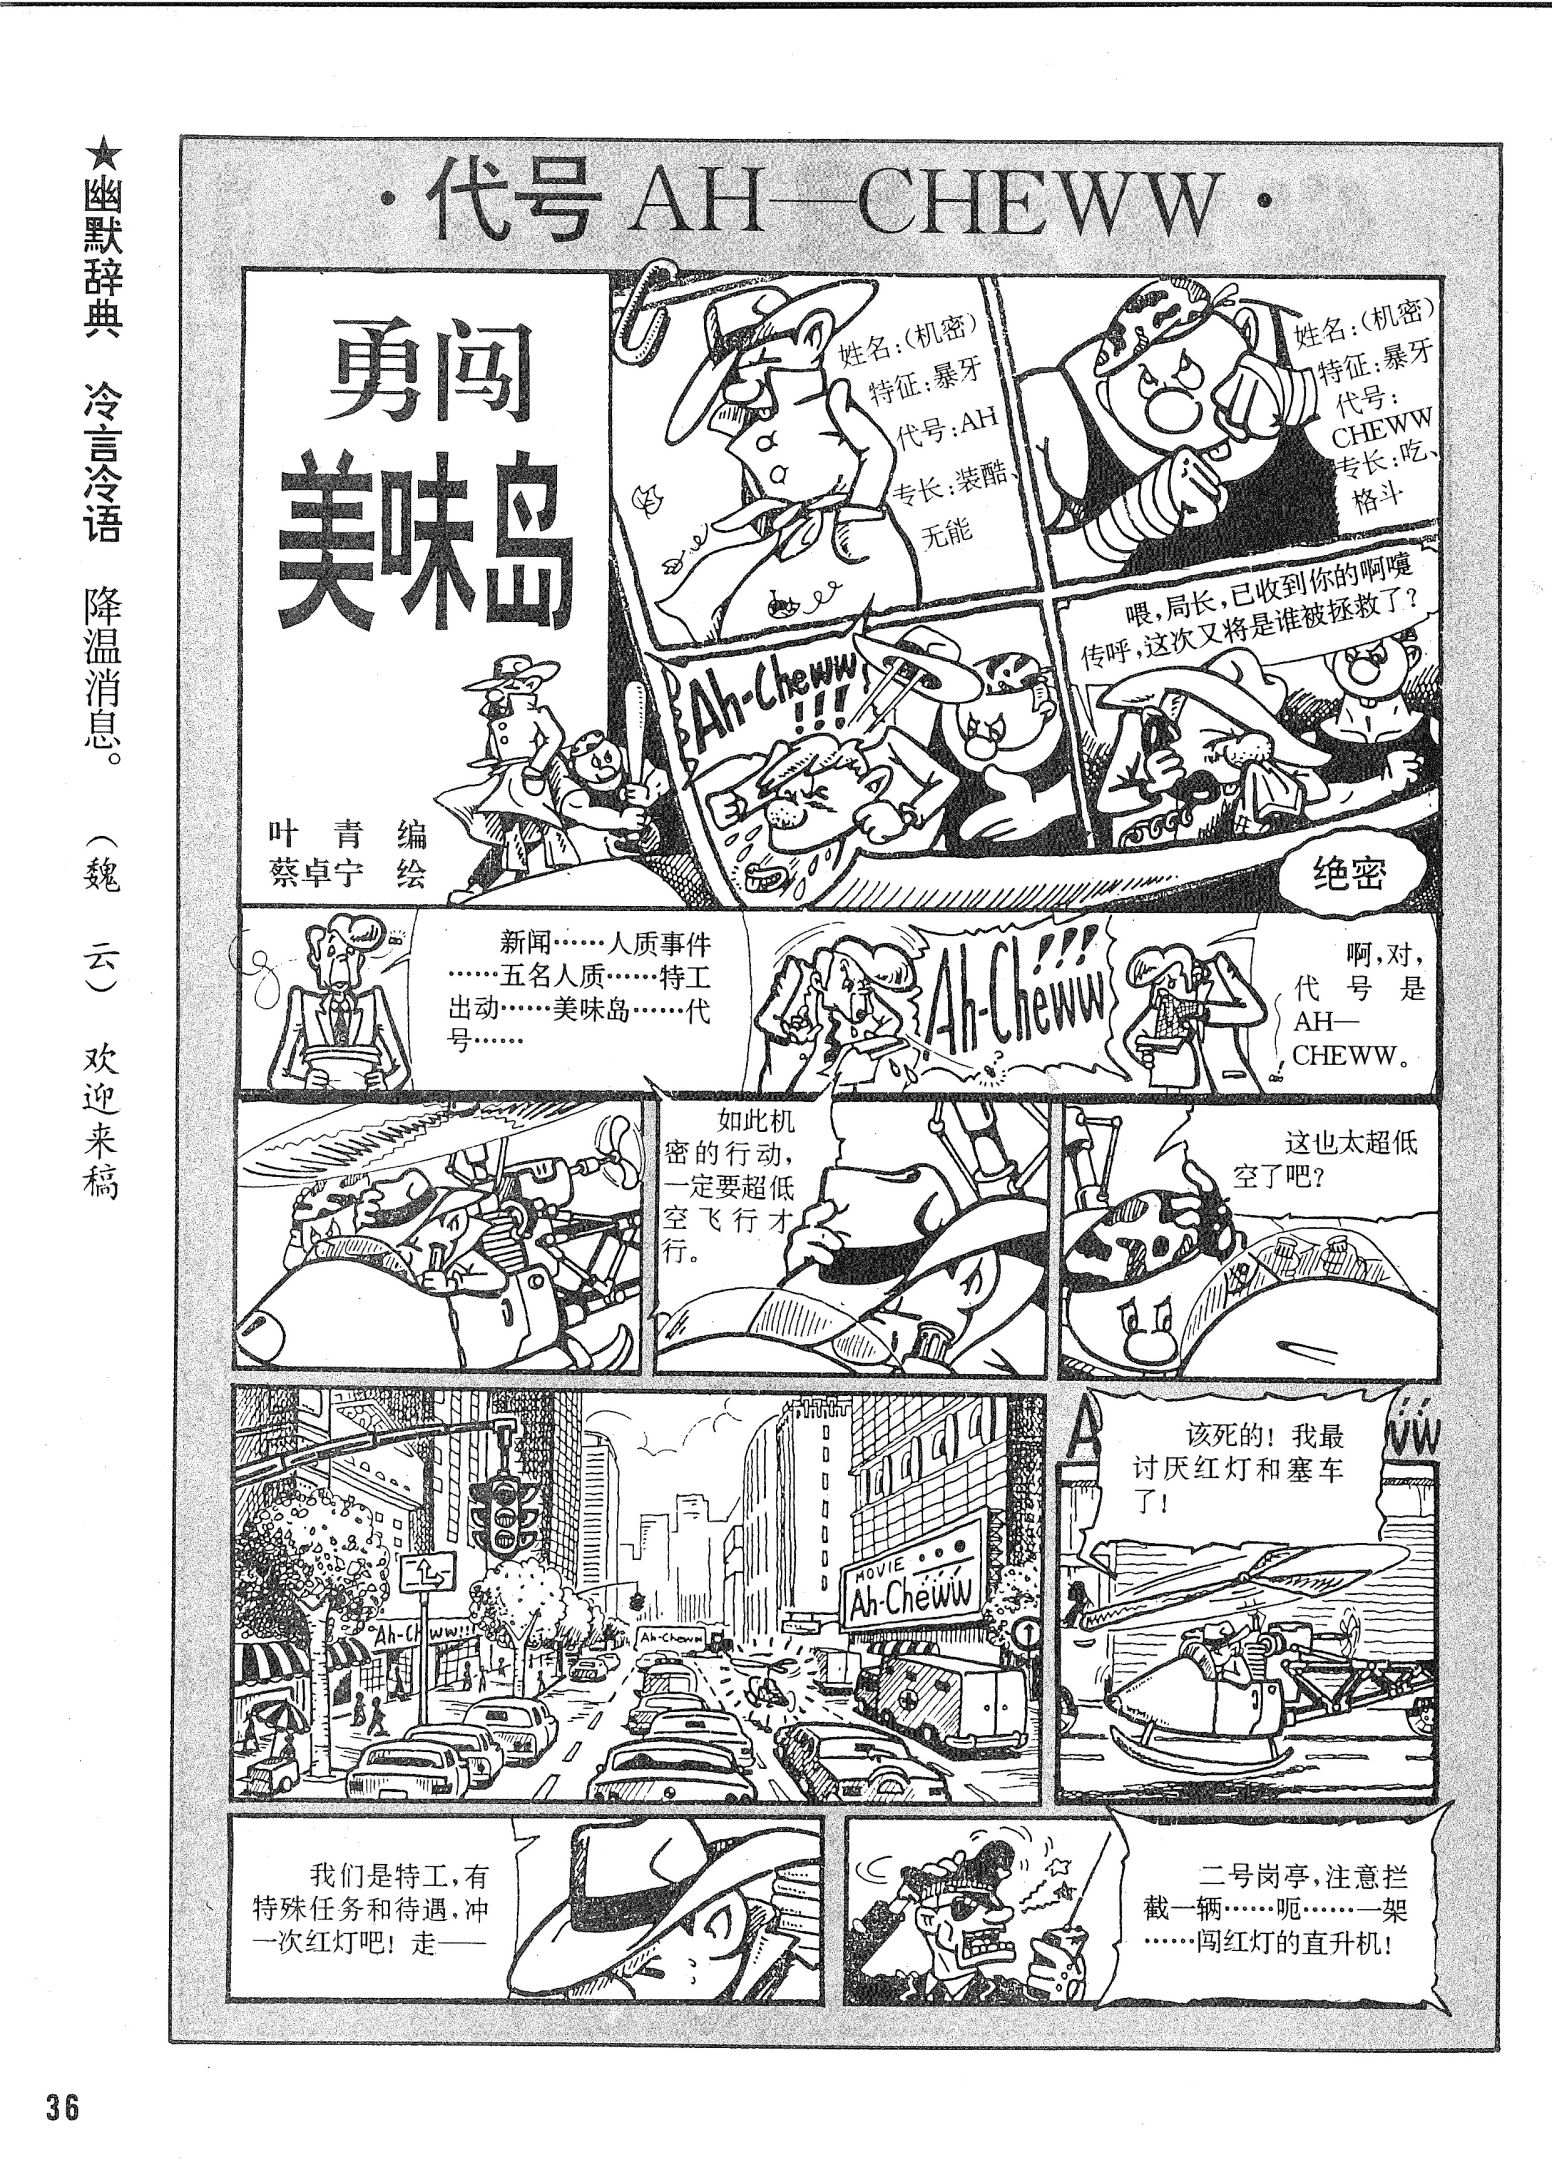 ·代号 AH—CHEWW·
勇闯
美味岛
叶 青 编
蔡卓宁 绘
姓名：（机密）
特征：暴牙
代号：AH
专长：装酷、
无能
姓名：（机密）
特征：暴牙
代号：
CHEWW
专长：吃、
格斗
Ah-Cheww!
!!!
喂，局长，已收到你的啊嚏
传呼，这次又将是谁被拯救了？
绝密
新闻……人质事件
……五名人质……特工
出动……美味岛……代
号……
Ah-Cheww!!!
?
啊，对，
代号是
AH—
CHEWW。
!
如此机
密的行动，
一定要超低
空飞行才
行。
这也太超低
空了吧？
Ah-CHeww!!!
Ah-Cheww
MOVIE
Ah-Cheww
该死的！我最
讨厌红灯和塞车
了！
我们是特工，有
特殊任务和待遇，冲
一次红灯吧！走——
二号岗亭，注意拦
截一辆……呃……一架
……闯红灯的直升机！
★幽默辞典 冷言冷语 降温消息。 （魏 云） 欢迎来稿
36